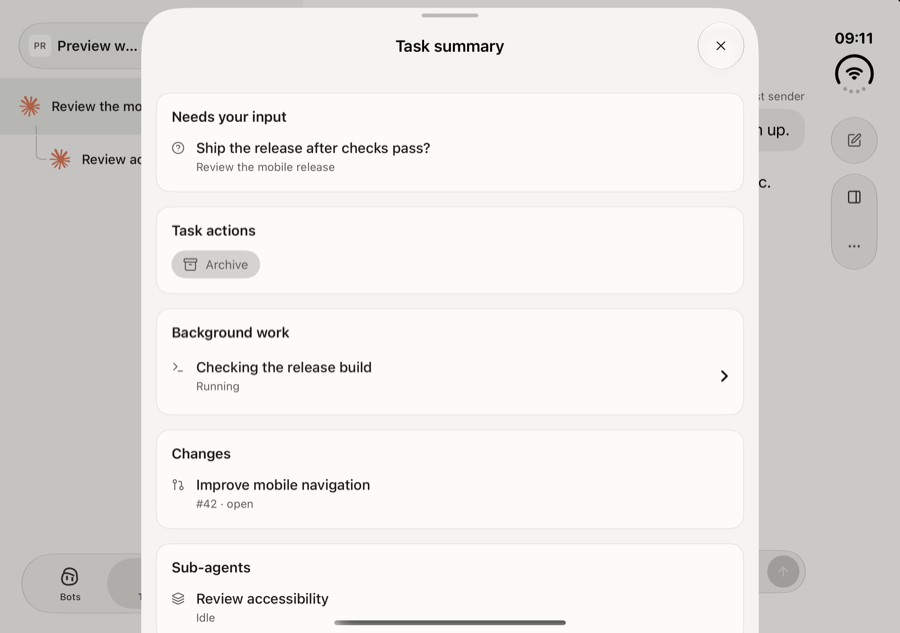 PR Preview w...
Review the mo
Review ac
Bots
Task summary
Needs your input
Ship the release after checks pass?
Review the mobile release
Task actions
Archive
Background work
Checking the release build
Running
Changes
Improve mobile navigation
#42 · open
Sub-agents
Review accessibility
Idle
09:11
st sender
n up.
c.